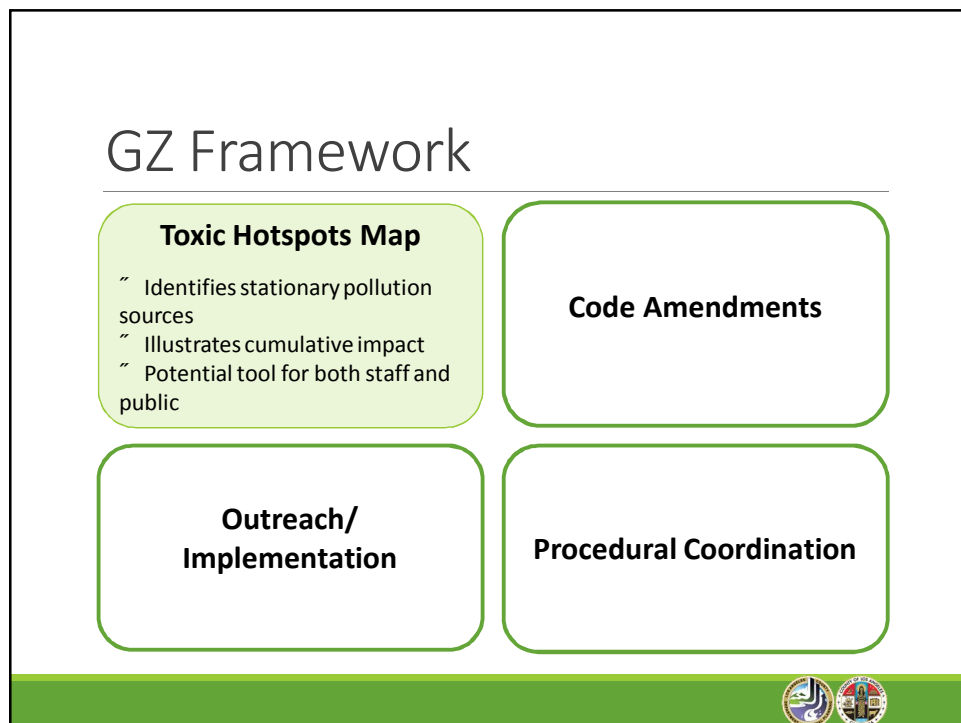 GZ Framework
Toxic Hotspots Map
˝ Identifies stationary pollution
sources
˝ Illustrates cumulative impact
˝ Potential tool for both staff and
public
Code Amendments
Outreach/
Implementation
Procedural Coordination